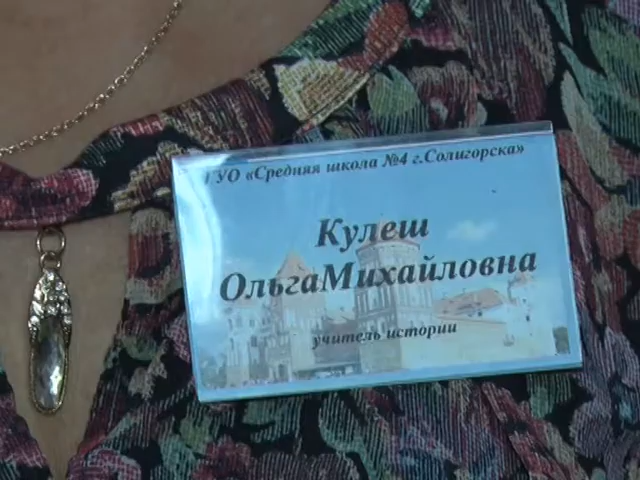 ГУО «Средняя школа №4 г.Солигорска»
Кулеш
ОльгаМихайловна
учитель истории